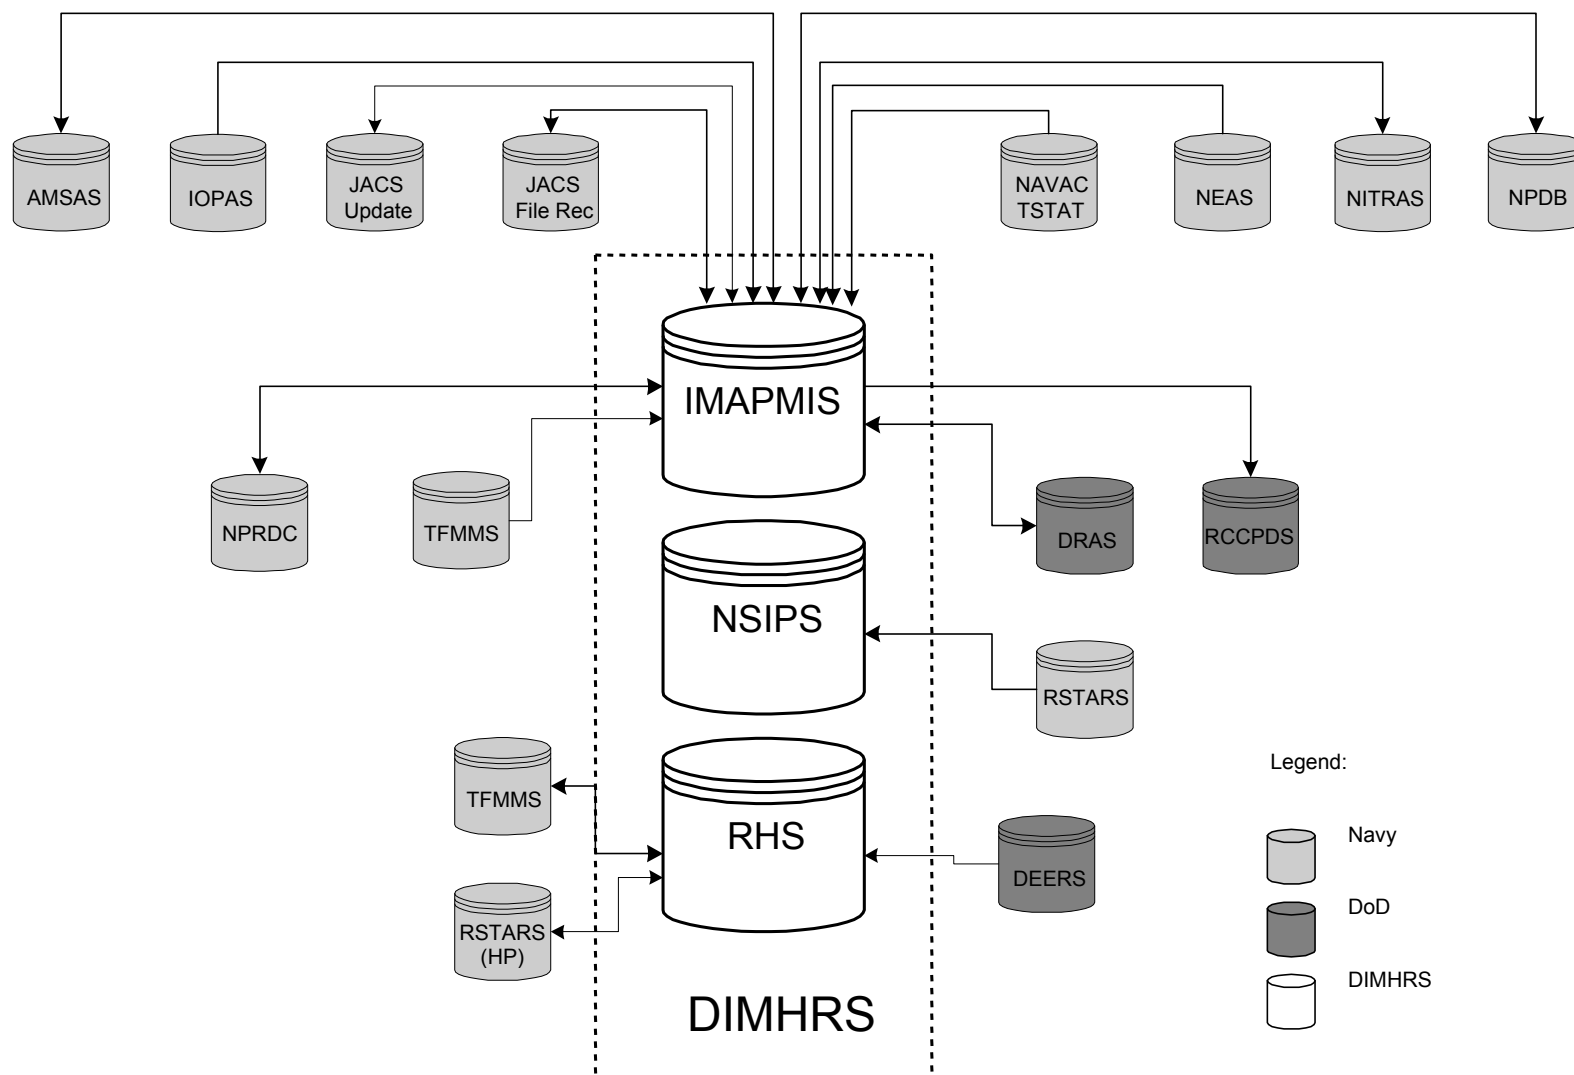 AMSAS
IOPAS
JACS
Update
JACS
File Rec
NAVAC
TSTAT
NEAS
NITRAS
NPDB
IMAPMIS
NPRDC
TFMMS
DRAS
RCCPDS
NSIPS
RSTARS
TFMMS
RHS
DEERS
RSTARS
(HP)
DIMHRS
Legend:
Navy
DoD
DIMHRS